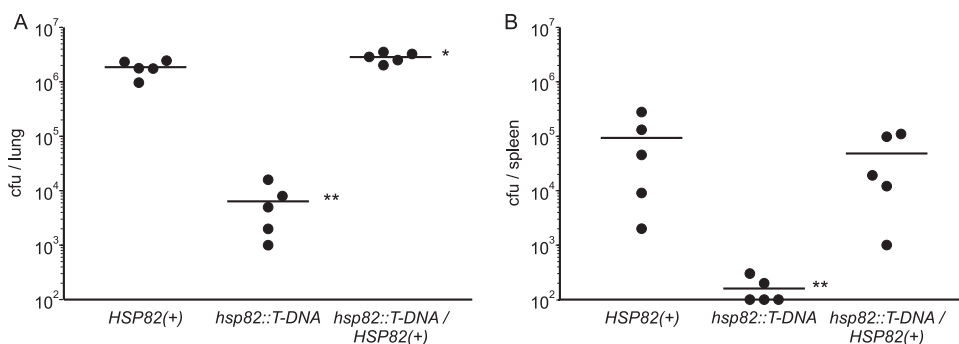 A
cfu / lung
10⁷
10⁶
10⁵
10⁴
10³
10²
*
**
HSP82(+)
hsp82::T-DNA
hsp82::T-DNA /
HSP82(+)
B
cfu / spleen
10⁷
10⁶
10⁵
10⁴
10³
10²
**
HSP82(+)
hsp82::T-DNA
hsp82::T-DNA /
HSP82(+)